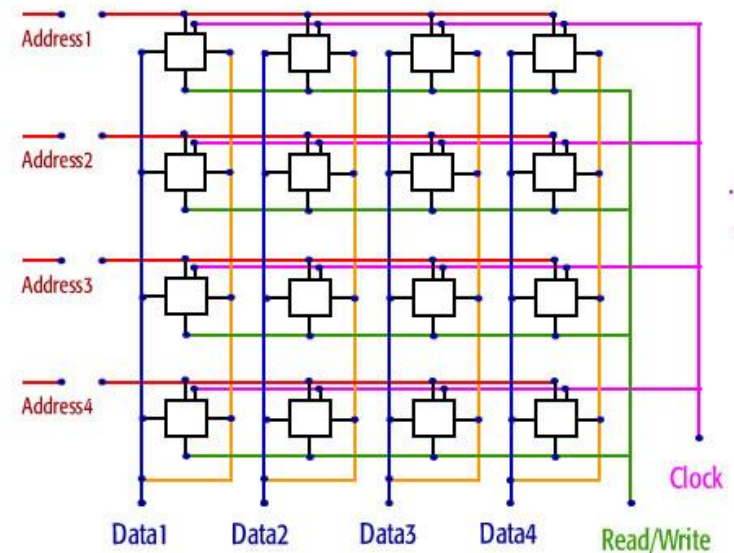 Address1
Address2
Address3
Address4
Clock
Data1 Data2 Data3 Data4 Read/Write